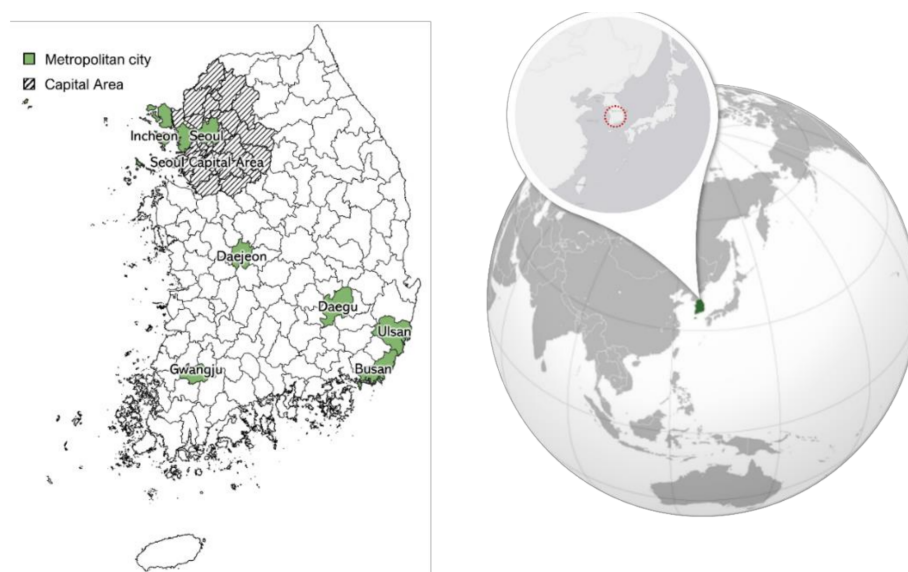 Metropolitan city
Capital Area
Incheon
Seoul
Seoul Capital Area
Daejeon
Daegu
Ulsan
Gwangju
Busan